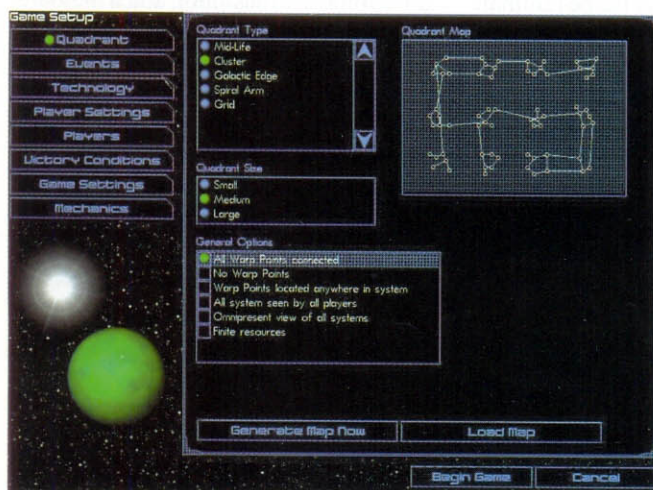 Game Setup
Quadrant
Events
Technology
Player Settings
Players
Victory Conditions
Game Settings
Mechanics
Quadrant Type
Mid-Life
Cluster
Galactic Edge
Spiral Arm
Grid
Quadrant Size
Small
Medium
Large
General Options
All Warp Points connected
No Warp Points
Warp Points located anywhere in system
All system seen by all players
Omnipresent view of all systems
Finite resources
Quadrant Map
Generate Map Now
Load Map
Begin Game
Cancel